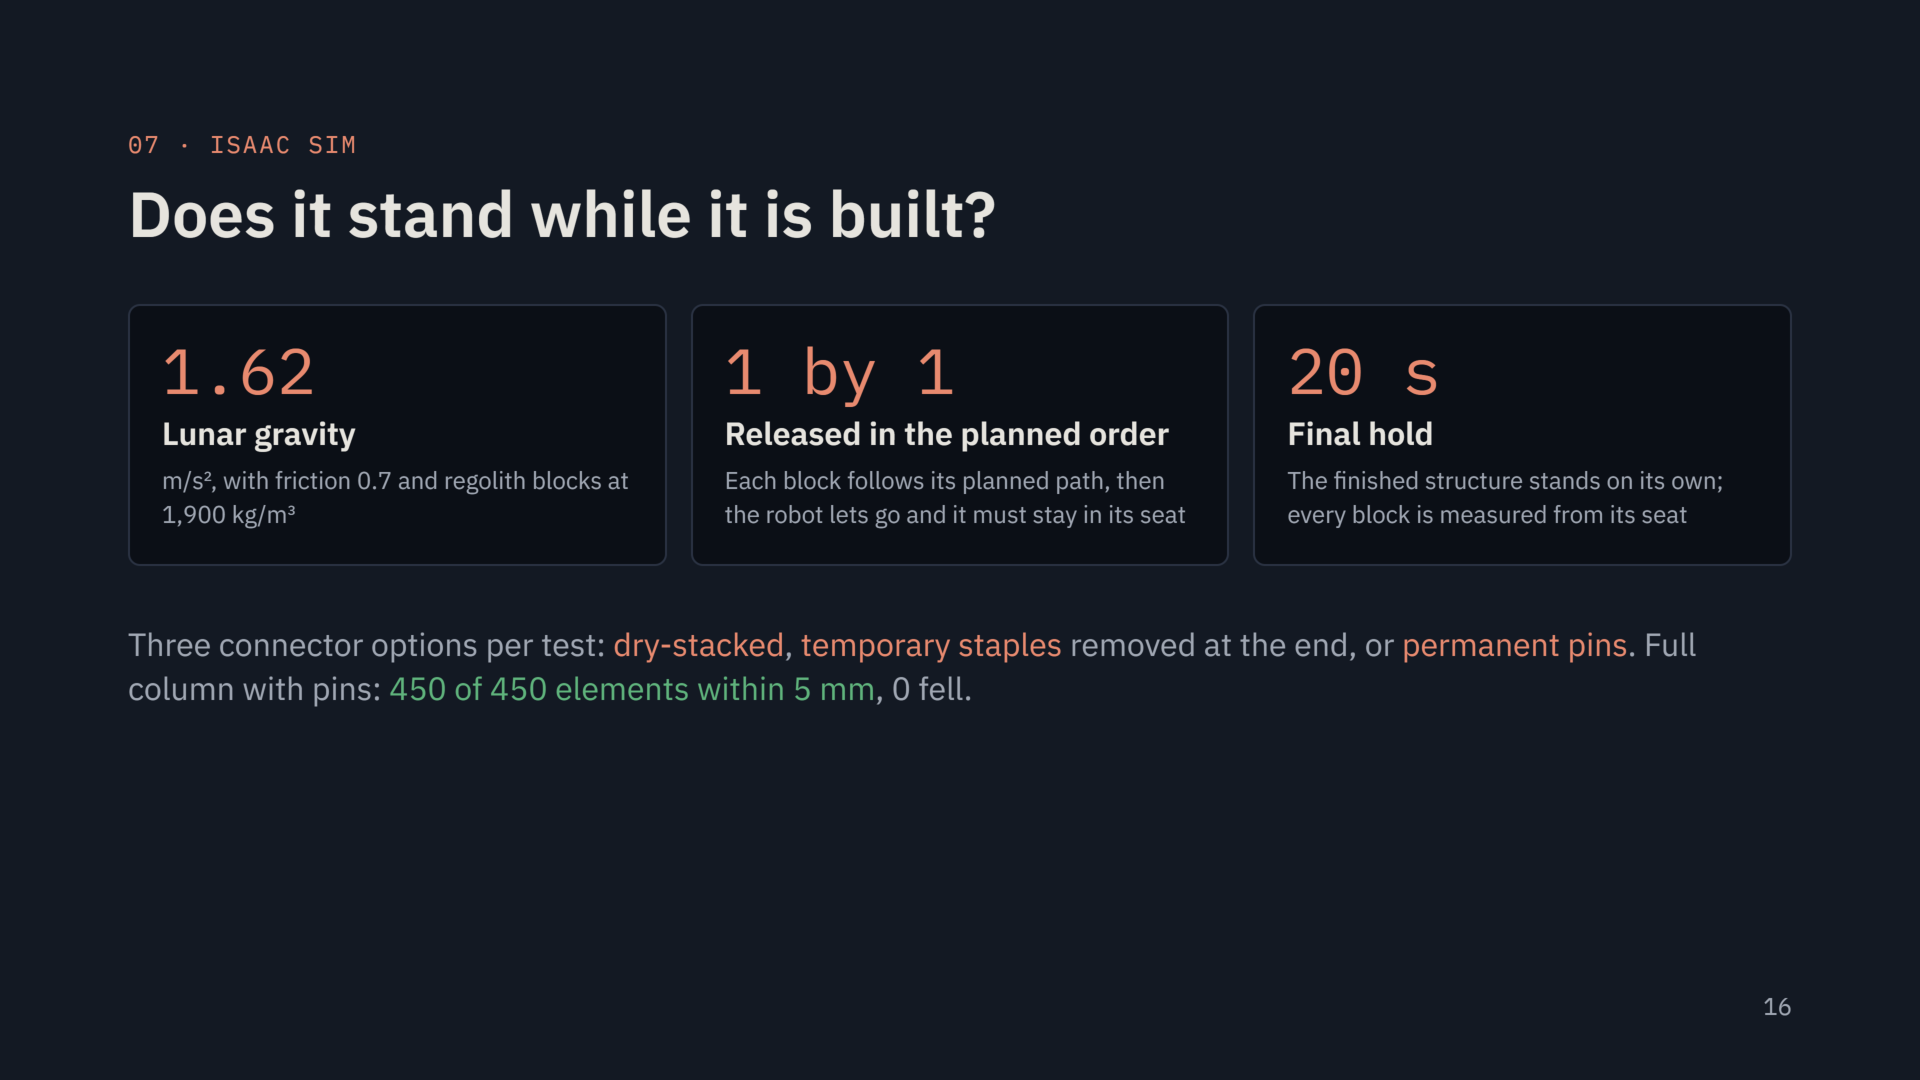 07 · ISAAC SIM
Does it stand while it is built?
1.62
Lunar gravity
m/s², with friction 0.7 and regolith blocks at
1,900 kg/m³
1 by 1
Released in the planned order
Each block follows its planned path, then
the robot lets go and it must stay in its seat
20 s
Final hold
The finished structure stands on its own;
every block is measured from its seat
Three connector options per test: dry-stacked, temporary staples removed at the end, or permanent pins. Full
column with pins: 450 of 450 elements within 5 mm, 0 fell.
16